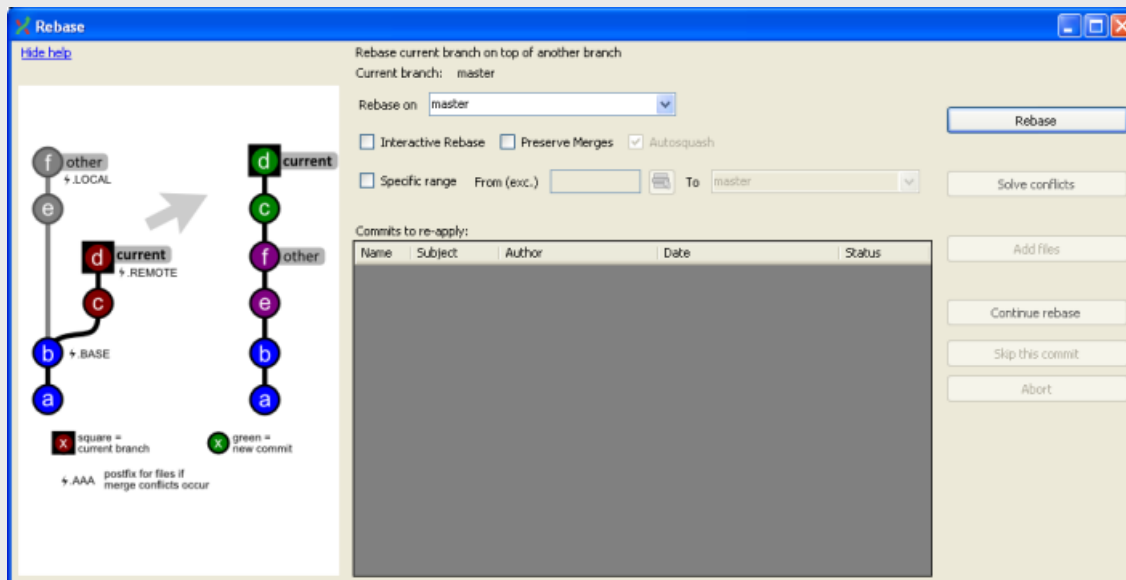 Rebase
Hide help
Rebase current branch on top of another branch
Current branch: master
Rebase on master
Rebase
Interactive Rebase Preserve Merges Autosquash
Specific range From (exc.) To master
Solve conflicts
Commits to re-apply:
Name Subject Author Date Status
Add files
Continue rebase
Skip this commit
Abort
f other
.LOCAL
e
d current
.REMOTE
c
b .BASE
a
d current
c
f other
e
b
a
x square =
current branch
x green =
new commit
.AAA postfix for files if
merge conflicts occur